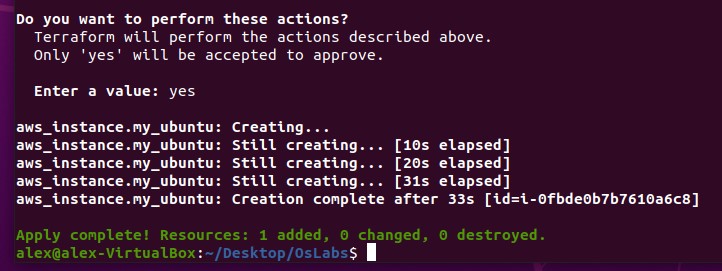 Do you want to perform these actions?
Terraform will perform the actions described above.
Only 'yes' will be accepted to approve.
Enter a value: yes
aws_instance.my_ubuntu: Creating...
aws_instance.my_ubuntu: Still creating... [10s elapsed]
aws_instance.my_ubuntu: Still creating... [20s elapsed]
aws_instance.my_ubuntu: Still creating... [31s elapsed]
aws_instance.my_ubuntu: Creation complete after 33s [id=i-0fbde0b7b7610a6c8]
Apply complete! Resources: 1 added, 0 changed, 0 destroyed.
alex@alex-VirtualBox:~/Desktop/OsLabs$